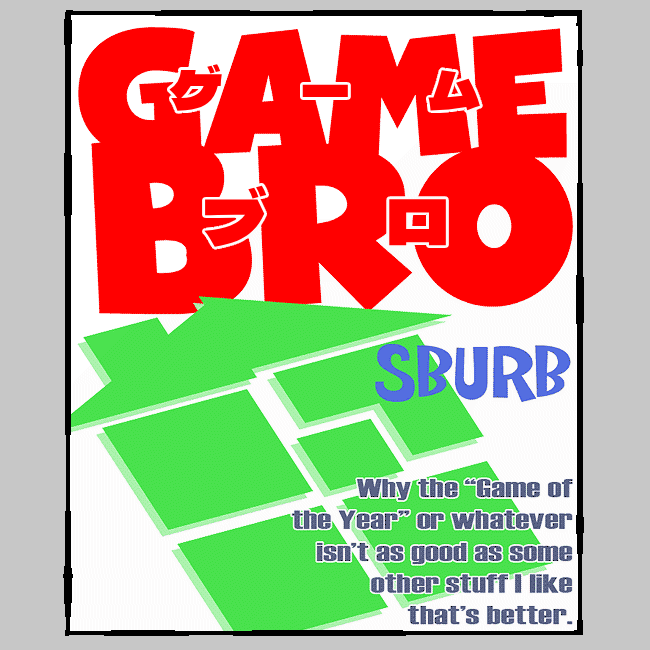 GAME
ゲーム
BRO
ブロ
SBURB
Why the “Game of
the Year” or whatever
isn’t as good as some
other stuff I like
that’s better.